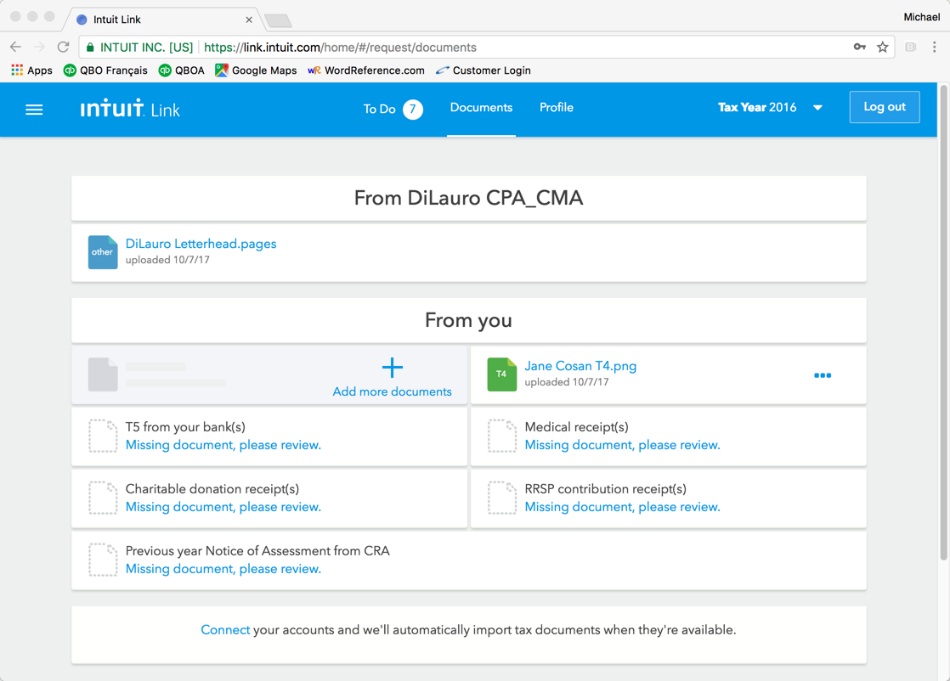 Intuit Link
Michael
INTUIT INC. [US] https://link.intuit.com/home/#/request/documents
Apps QBO Français QBOA Google Maps WordReference.com Customer Login
intuit Link To Do 7 Documents Profile Tax Year 2016 Log out
From DiLauro CPA_CMA
other
DiLauro Letterhead.pages
uploaded 10/7/17
From you
Add more documents
T4
Jane Cosan T4.png
uploaded 10/7/17
T5 from your bank(s)
Missing document, please review.
Medical receipt(s)
Missing document, please review.
Charitable donation receipt(s)
Missing document, please review.
RRSP contribution receipt(s)
Missing document, please review.
Previous year Notice of Assessment from CRA
Missing document, please review.
Connect your accounts and we'll automatically import tax documents when they're available.